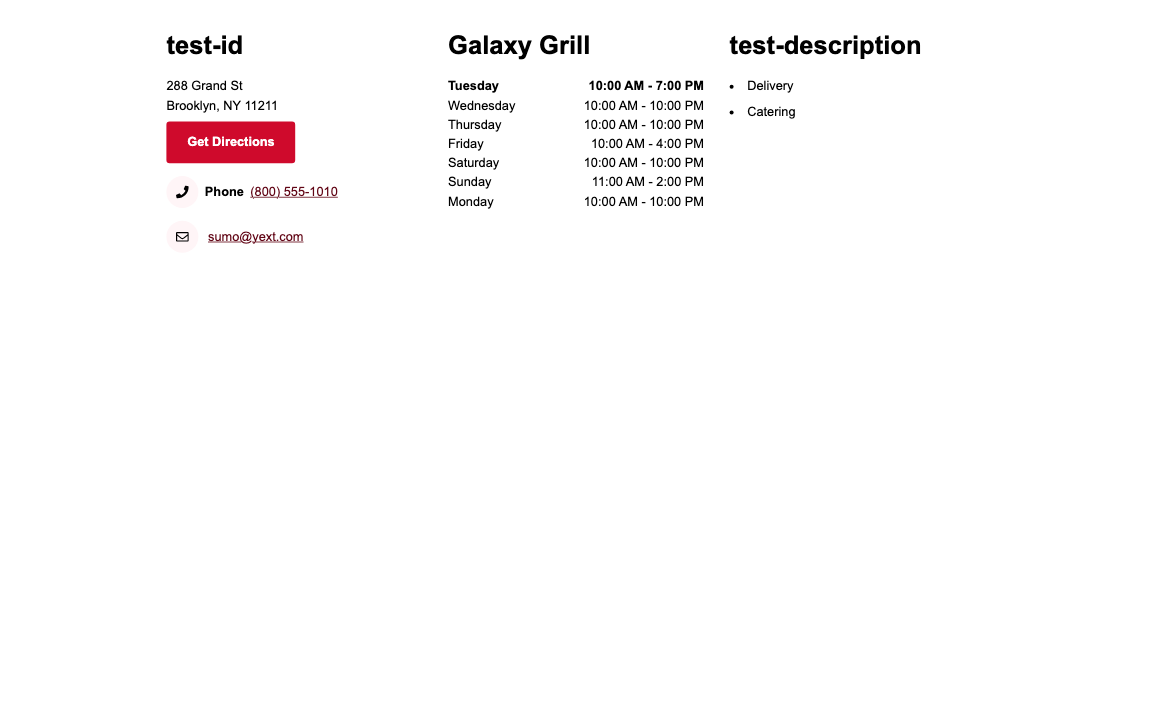 test-id
288 Grand St
Brooklyn, NY 11211
Get Directions
Phone (800) 555-1010
sumo@yext.com
Galaxy Grill
Tuesday 10:00 AM - 7:00 PM
Wednesday 10:00 AM - 10:00 PM
Thursday 10:00 AM - 10:00 PM
Friday 10:00 AM - 4:00 PM
Saturday 10:00 AM - 10:00 PM
Sunday 11:00 AM - 2:00 PM
Monday 10:00 AM - 10:00 PM
test-description
• Delivery
• Catering